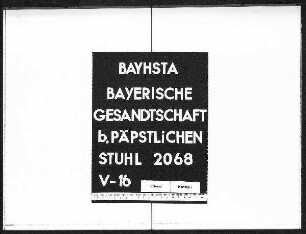 BAYHSTA
BAYERISCHE
GESANDTSCHAFT
b. PÄPSTLiCHEN
STUHL 2068
V-16